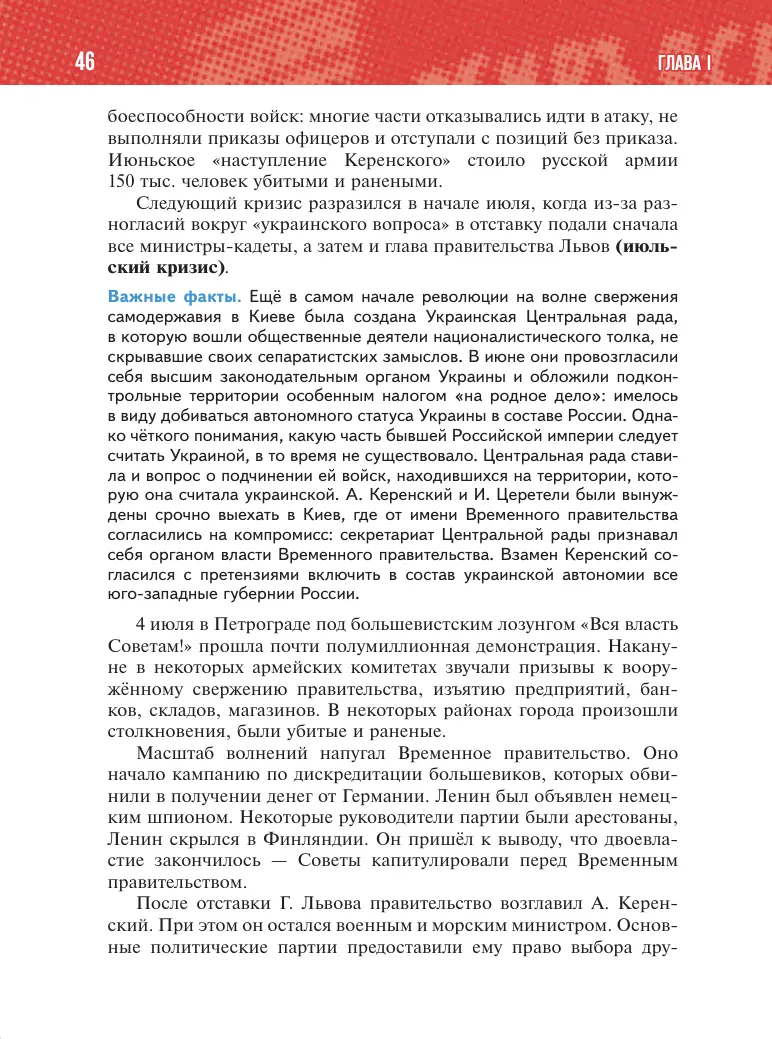 46
ГЛАВА I
боеспособности войск: многие части отказывались идти в атаку, не
выполняли приказы офицеров и отступали с позиций без приказа.
Июньское «наступление Керенского» стоило русской армии
150 тыс. человек убитыми и ранеными.
Следующий кризис разразился в начале июля, когда из-за раз-
ногласий вокруг «украинского вопроса» в отставку подали сначала
все министры-кадеты, а затем и глава правительства Львов (июль-
ский кризис).
Важные факты. Ещё в самом начале революции на волне свержения
самодержавия в Киеве была создана Украинская Центральная рада,
в которую вошли общественные деятели националистического толка, не
скрывавшие своих сепаратистских замыслов. В июне они провозгласили
себя высшим законодательным органом Украины и обложили подкон-
трольные территории особенным налогом «на родное дело»: имелось
в виду добиваться автономного статуса Украины в составе России. Одна-
ко чёткого понимания, какую часть бывшей Российской империи следует
считать Украиной, в то время не существовало. Центральная рада стави-
ла и вопрос о подчинении ей войск, находившихся на территории, кото-
рую она считала украинской. А. Керенский и И. Церетели были вынуж-
дены срочно выехать в Киев, где от имени Временного правительства
согласились на компромисс: секретариат Центральной рады признавал
себя органом власти Временного правительства. Взамен Керенский со-
гласился с претензиями включить в состав украинской автономии все
юго-западные губернии России.
4 июля в Петрограде под большевистским лозунгом «Вся власть
Советам!» прошла почти полумиллионная демонстрация. Накану-
не в некоторых армейских комитетах звучали призывы к воору-
жённому свержению правительства, изъятию предприятий, бан-
ков, складов, магазинов. В некоторых районах города произошли
столкновения, были убитые и раненые.
Масштаб волнений напугал Временное правительство. Оно
начало кампанию по дискредитации большевиков, которых обви-
нили в получении денег от Германии. Ленин был объявлен немец-
ким шпионом. Некоторые руководители партии были арестованы,
Ленин скрылся в Финляндии. Он пришёл к выводу, что двоевла-
стие закончилось — Советы капитулировали перед Временным
правительством.
После отставки Г. Львова правительство возглавил А. Керен-
ский. При этом он остался военным и морским министром. Основ-
ные политические партии предоставили ему право выбора дру-